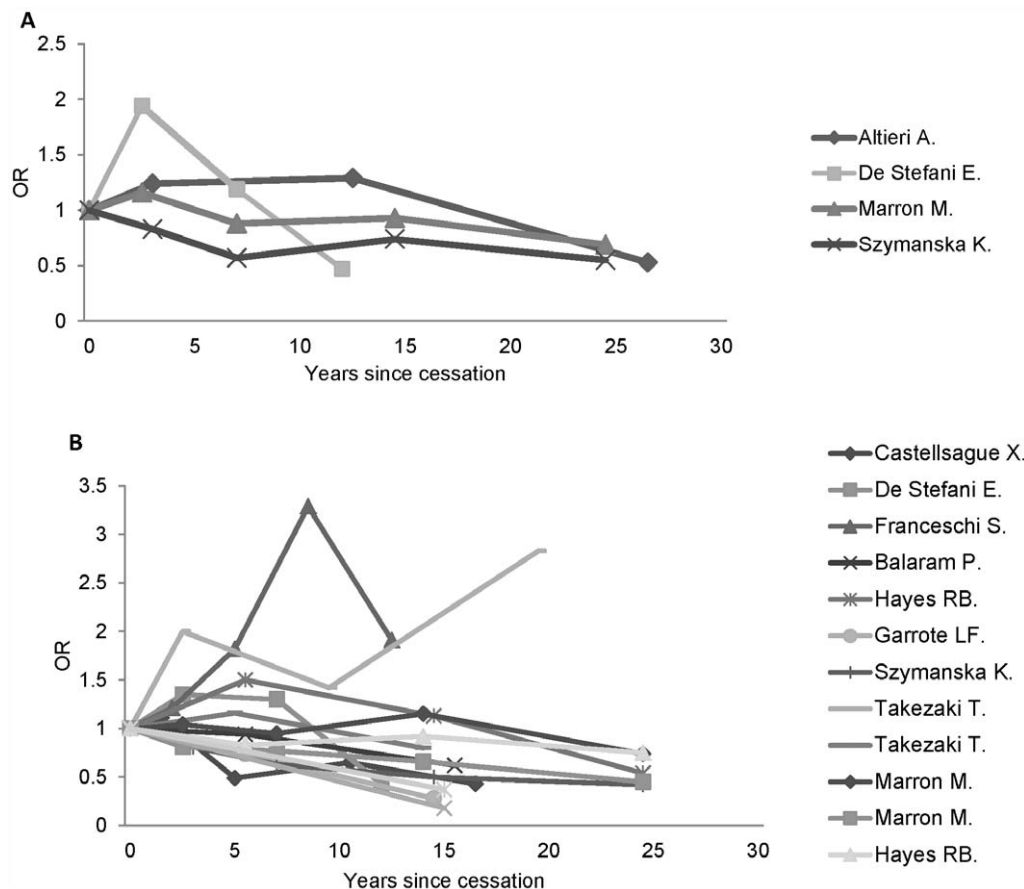 A
2.5
2
1.5
1
0.5
0
OR
0 5 10 15 20 25 30
Years since cessation
Altieri A.
De Stefani E.
Marron M.
Szymanska K.
B
3.5
3
2.5
2
1.5
1
0.5
0
OR
0 5 10 15 20 25 30
Years since cessation
Castellsague X.
De Stefani E.
Franceschi S.
Balaram P.
Hayes RB.
Garrote LF.
Szymanska K.
Takezaki T.
Takezaki T.
Marron M.
Marron M.
Hayes RB.